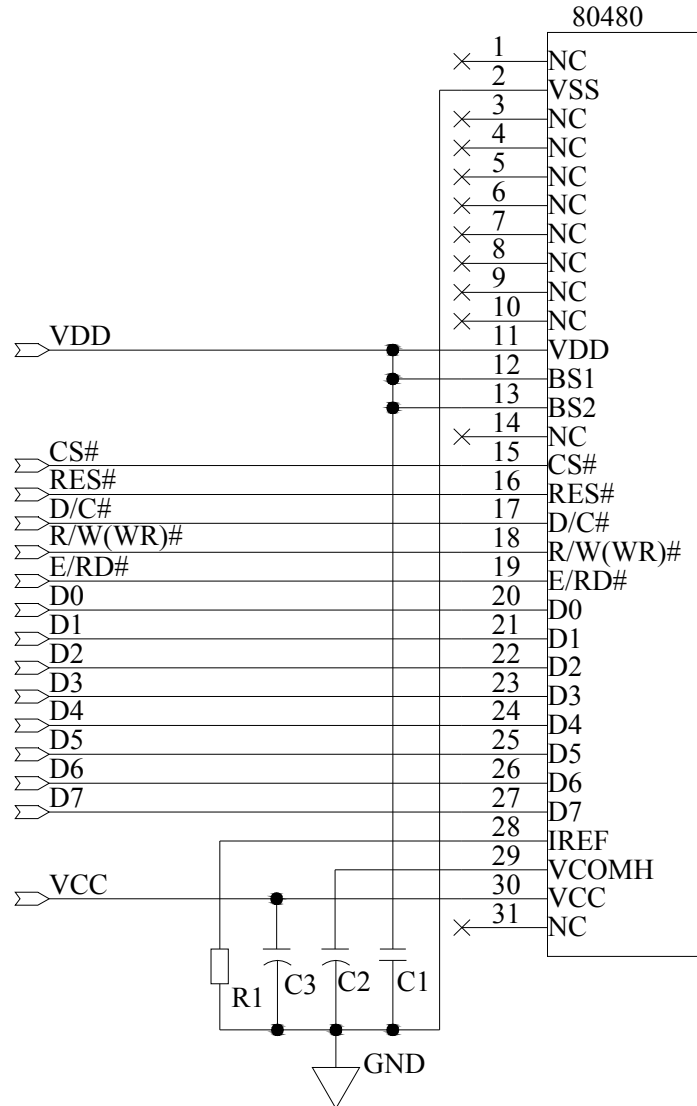 80480
1 NC
2 VSS
3 NC
4 NC
5 NC
6 NC
7 NC
8 NC
9 NC
10 NC
VDD 11 VDD
12 BS1
13 BS2
14 NC
CS# 15 CS#
RES# 16 RES#
D/C# 17 D/C#
R/W(WR)# 18 R/W(WR)#
E/RD# 19 E/RD#
D0 20 D0
D1 21 D1
D2 22 D2
D3 23 D3
D4 24 D4
D5 25 D5
D6 26 D6
D7 27 D7
28 IREF
29 VCOMH
VCC 30 VCC
31 NC
R1 C3 C2 C1
GND